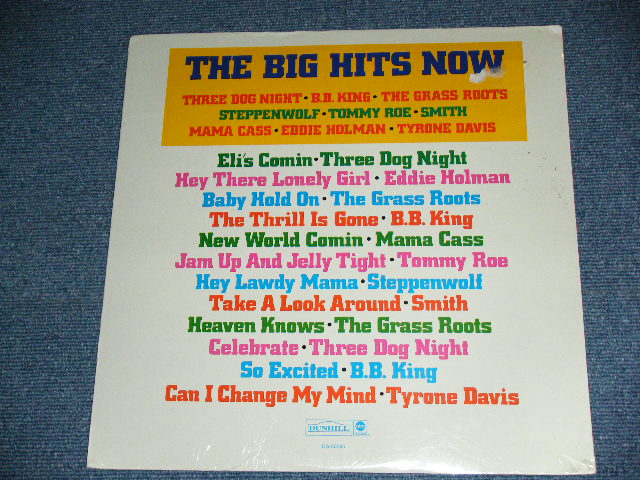 THE BIG HITS NOW
THREE DOG NIGHT • B.B. KING • THE GRASS ROOTS
STEPPENWOLF • TOMMY ROE • SMITH
MAMA CASS • EDDIE HOLMAN • TYRONE DAVIS
Eli's Comin • Three Dog Night
Hey There Lonely Girl • Eddie Holman
Baby Hold On • The Grass Roots
The Thrill Is Gone • B.B. King
New World Comin • Mama Cass
Jam Up And Jelly Tight • Tommy Roe
Hey Lawdy Mama • Steppenwolf
Take A Look Around • Smith
Heaven Knows • The Grass Roots
Celebrate • Three Dog Night
So Excited • B.B. King
Can I Change My Mind • Tyrone Davis
DUNHILL abc